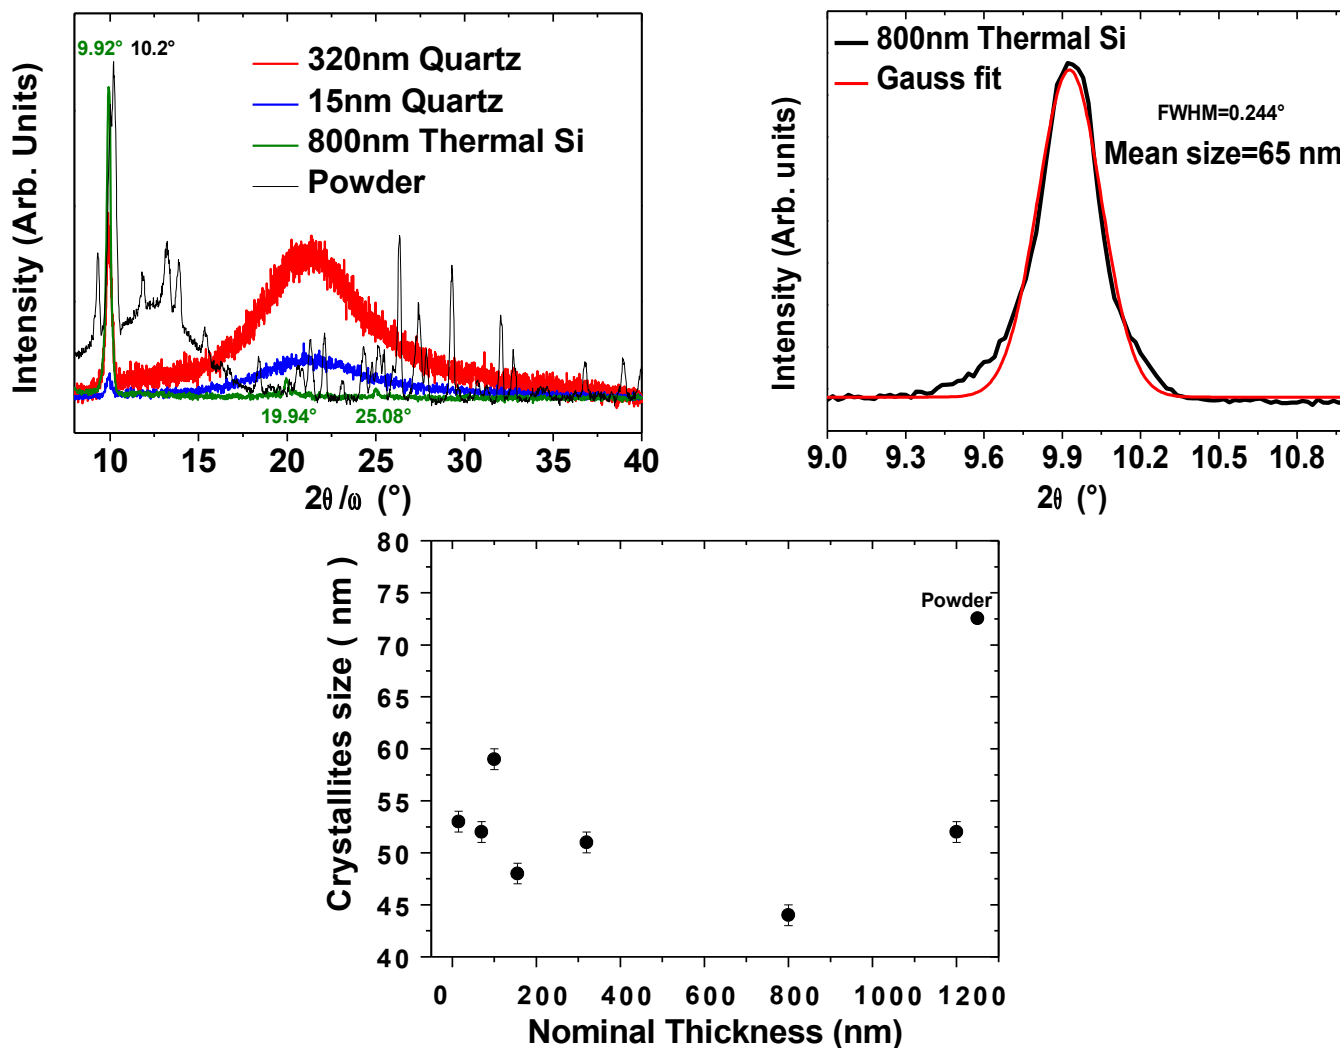 9.92° 10.2°
320nm Quartz
15nm Quartz
800nm Thermal Si
Powder
19.94° 25.08°
10 15 20 25 30 35 40
2θ/ω (°)
Intensity (Arb. Units)
800nm Thermal Si
Gauss fit
FWHM=0.244°
Mean size=65 nm
9.0 9.3 9.6 9.9 10.2 10.5 10.8
2θ (°)
Intensity (Arb. units)
80
75
70
65
60
55
50
45
40
Powder
0 200 400 600 800 1000 1200
Nominal Thickness (nm)
Crystallites size ( nm )